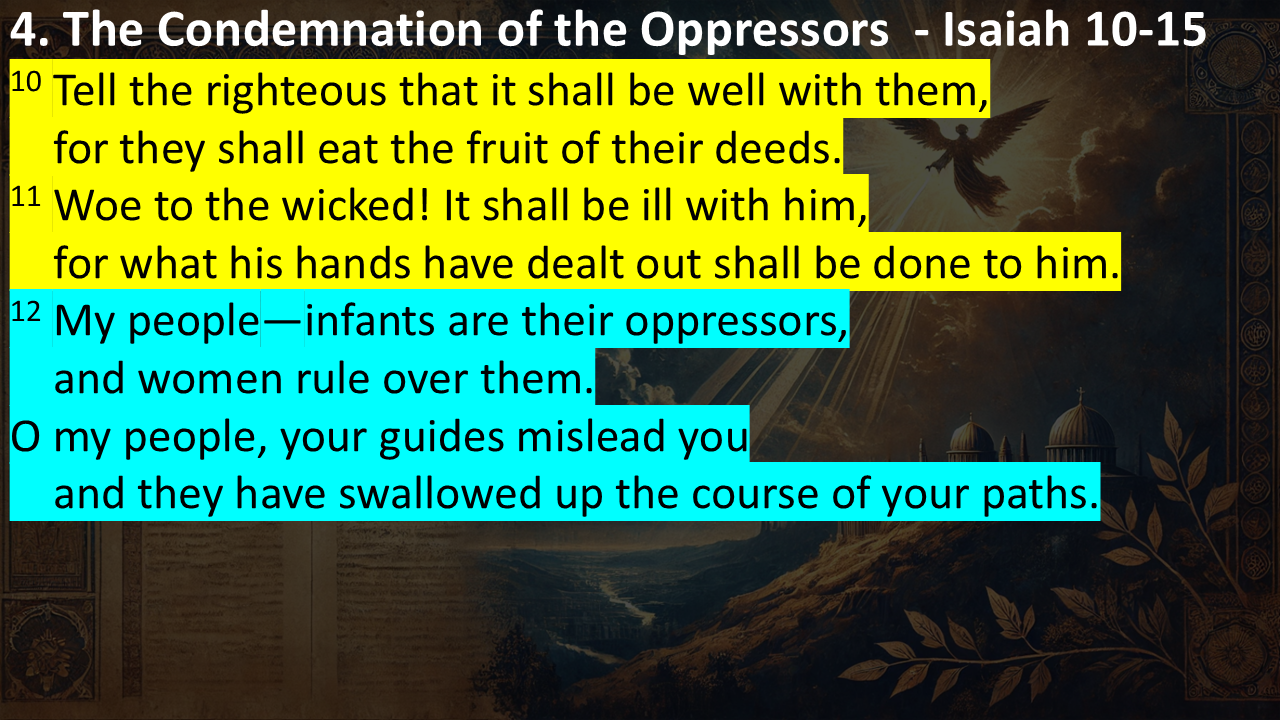 4. The Condemnation of the Oppressors  - Isaiah 10-15
10 Tell the righteous that it shall be well with them,
for they shall eat the fruit of their deeds.
11 Woe to the wicked! It shall be ill with him,
for what his hands have dealt out shall be done to him.
12 My people—infants are their oppressors,
and women rule over them.
O my people, your guides mislead you
and they have swallowed up the course of your paths.